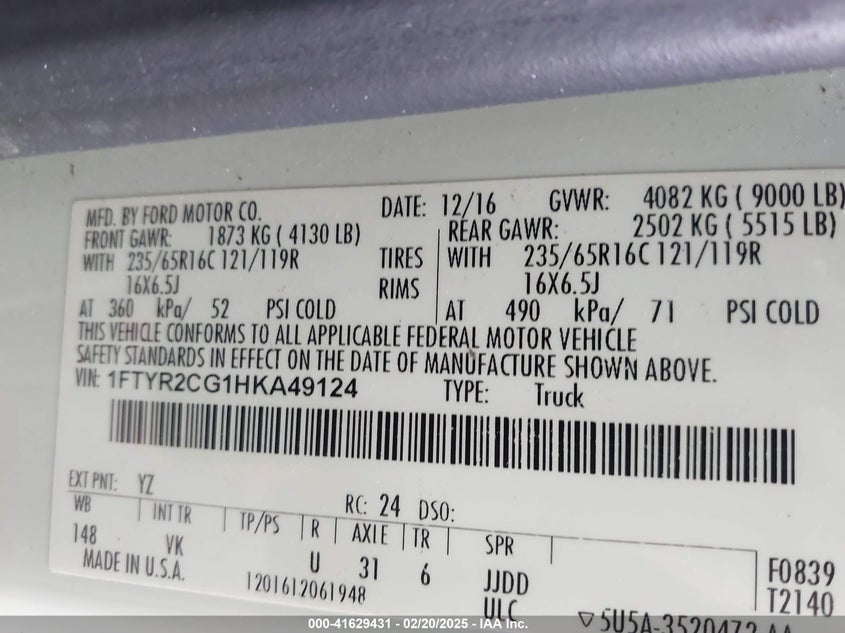 MFD. BY FORD MOTOR CO. DATE: 12/16 GVWR: 4082 KG ( 9000 LB)
FRONT GAWR: 1873 KG ( 4130 LB) REAR GAWR: 2502 KG ( 5515 LB)
WITH 235/65R16C 121/119R TIRES WITH 235/65R16C 121/119R
16X6.5J RIMS 16X6.5J
AT 360 kPa/ 52 PSI COLD AT 490 kPa/ 71 PSI COLD
THIS VEHICLE CONFORMS TO ALL APPLICABLE FEDERAL MOTOR VEHICLE
SAFETY STANDARDS IN EFFECT ON THE DATE OF MANUFACTURE SHOWN ABOVE.
VIN: 1FTYR2CG1HKA49124 TYPE: Truck
EXT PNT: YZ RC: 24 DSO:
WB INT TR TP/PS R AXLE TR SPR
148 VK U 31 6 JJDD F0839
MADE IN U.S.A. 1201612061948 ULC T2140
▽5U5A-3520472-AA
000-41629431 - 02/20/2025 - IAA Inc.